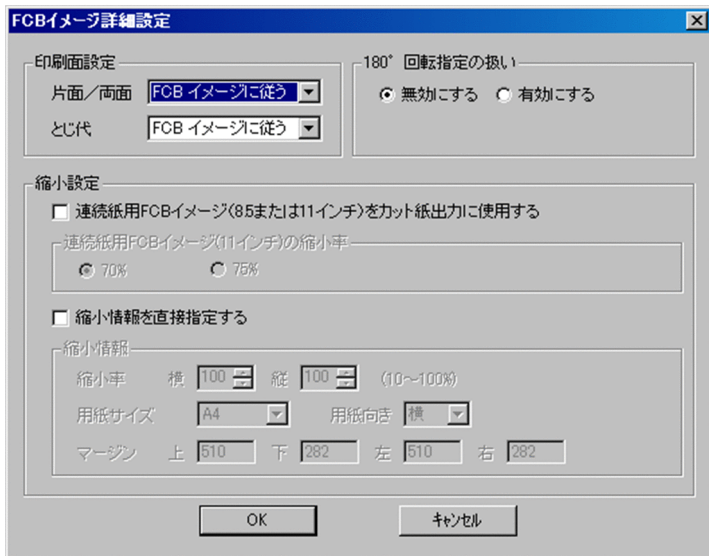 FCBイメージ詳細設定
印刷面設定
片面／両面 FCB イメージに従う
とじ代 FCB イメージに従う
180° 回転指定の扱い
無効にする 有効にする
縮小設定
連続紙用FCBイメージ(8.5または11インチ)をカット紙出力に使用する
連続紙用FCBイメージ(11インチ)の縮小率
70% 75%
縮小情報を直接指定する
縮小情報
縮小率 横 100 縦 100 (10～100%)
用紙サイズ A4 用紙向き 横
マージン 上 510 下 282 左 510 右 282
OK キャンセル